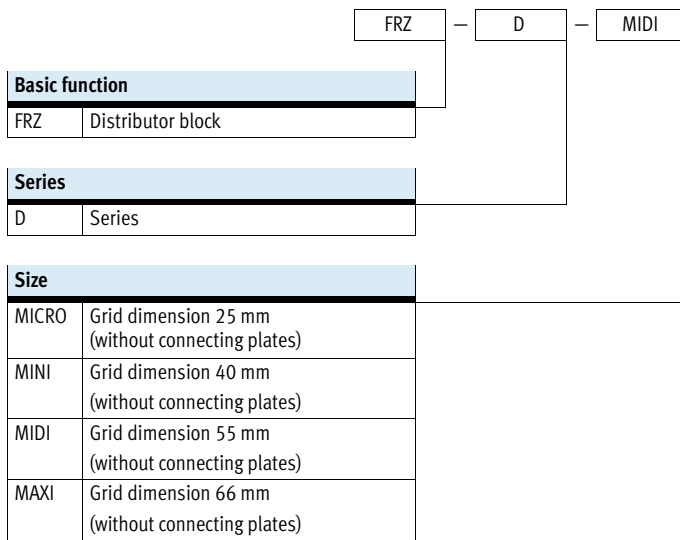 FRZ — D — MIDI
Basic function
FRZ Distributor block
Series
D Series
Size
MICRO Grid dimension 25 mm
(without connecting plates)
MINI Grid dimension 40 mm
(without connecting plates)
MIDI Grid dimension 55 mm
(without connecting plates)
MAXI Grid dimension 66 mm
(without connecting plates)